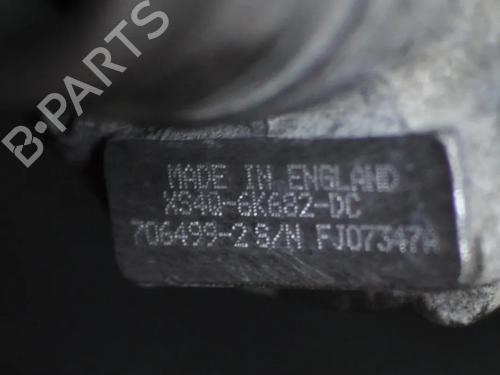 B-PARTS
MADE IN ENGLAND
XS4Q-6K682-DC
706499-2 S/N FJ07347A